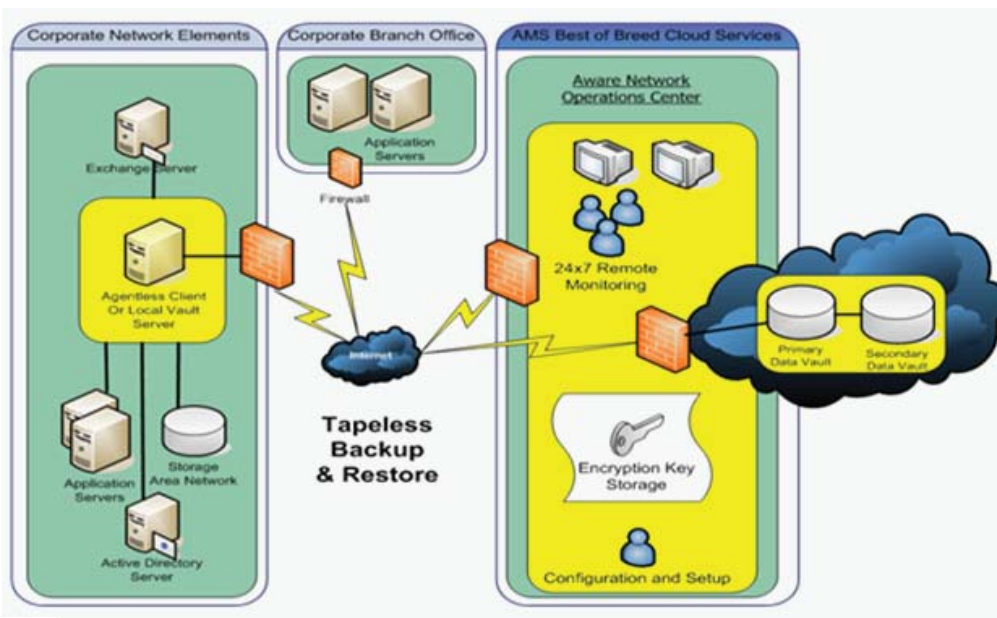 Corporate Network Elements
Exchange Server
Agentless Client
Or Local Vault
Server
Application
Servers
Storage
Area Network
Active Directory
Server
Corporate Branch Office
Application
Servers
Firewall
Internet
Tapeless
Backup
& Restore
AMS Best of Breed Cloud Services
Aware Network
Operations Center
24x7 Remote
Monitoring
Encryption Key
Storage
Configuration and Setup
Primary
Data Vault
Secondary
Data Vault